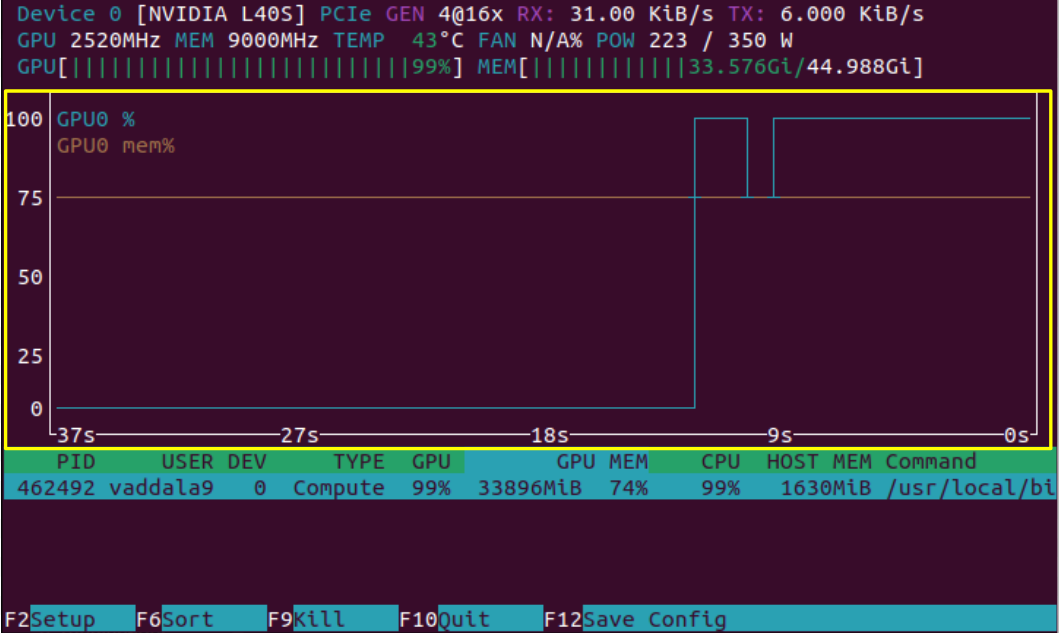 Device 0 [NVIDIA L40S] PCIe GEN 4@16x RX: 31.00 KiB/s TX: 6.000 KiB/s
GPU 2520MHz MEM 9000MHz TEMP 43°C FAN N/A% POW 223 / 350 W
GPU[||||||||||||||||||||||||||99%] MEM[||||||||||||33.576Gi/44.988Gi]
100 GPU0 %
GPU0 mem%
75
50
25
0
37s 27s 18s 9s 0s
PID USER DEV TYPE GPU GPU MEM CPU HOST MEM Command
462492 vaddala9 0 Compute 99% 33896MiB 74% 99% 1630MiB /usr/local/bi
F2Setup F6Sort F9Kill F10Quit F12Save Config